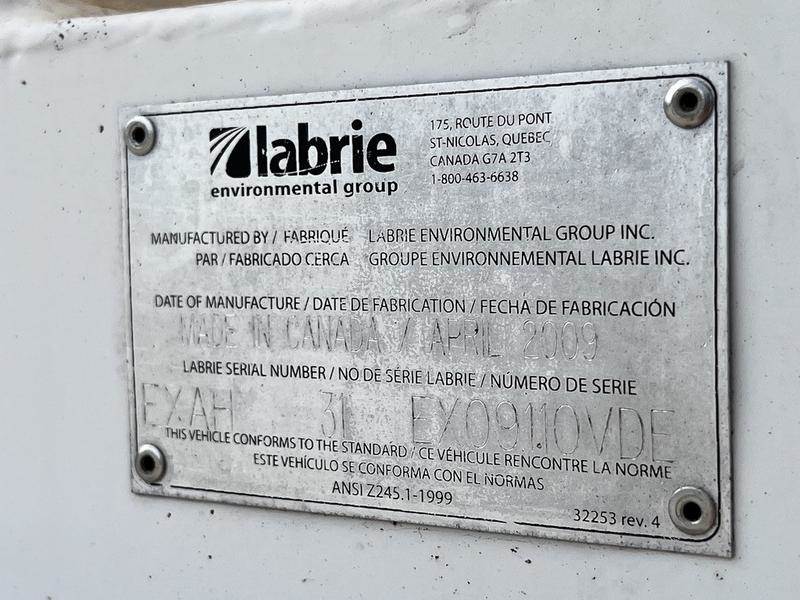 labrie
environmental group
175, ROUTE DU PONT
ST-NICOLAS, QUEBEC
CANADA G7A 2T3
1-800-463-6638
MANUFACTURED BY / FABRIQUÉ LABRIE ENVIRONMENTAL GROUP INC.
PAR / FABRICADO CERCA GROUPE ENVIRONNEMENTAL LABRIE INC.
DATE OF MANUFACTURE / DATE DE FABRICATION / FECHA DE FABRICACIÓN
MADE IN CANADA / APRIL 2009
LABRIE SERIAL NUMBER / NO DE SÉRIE LABRIE / NÚMERO DE SERIE
EXAH 31 EX09110VDE
THIS VEHICLE CONFORMS TO THE STANDARD / CE VÉHICULE RENCONTRE LA NORME
ESTE VEHÍCULO SE CONFORMA CON EL NORMAS
ANSI Z245.1-1999
32253 rev. 4